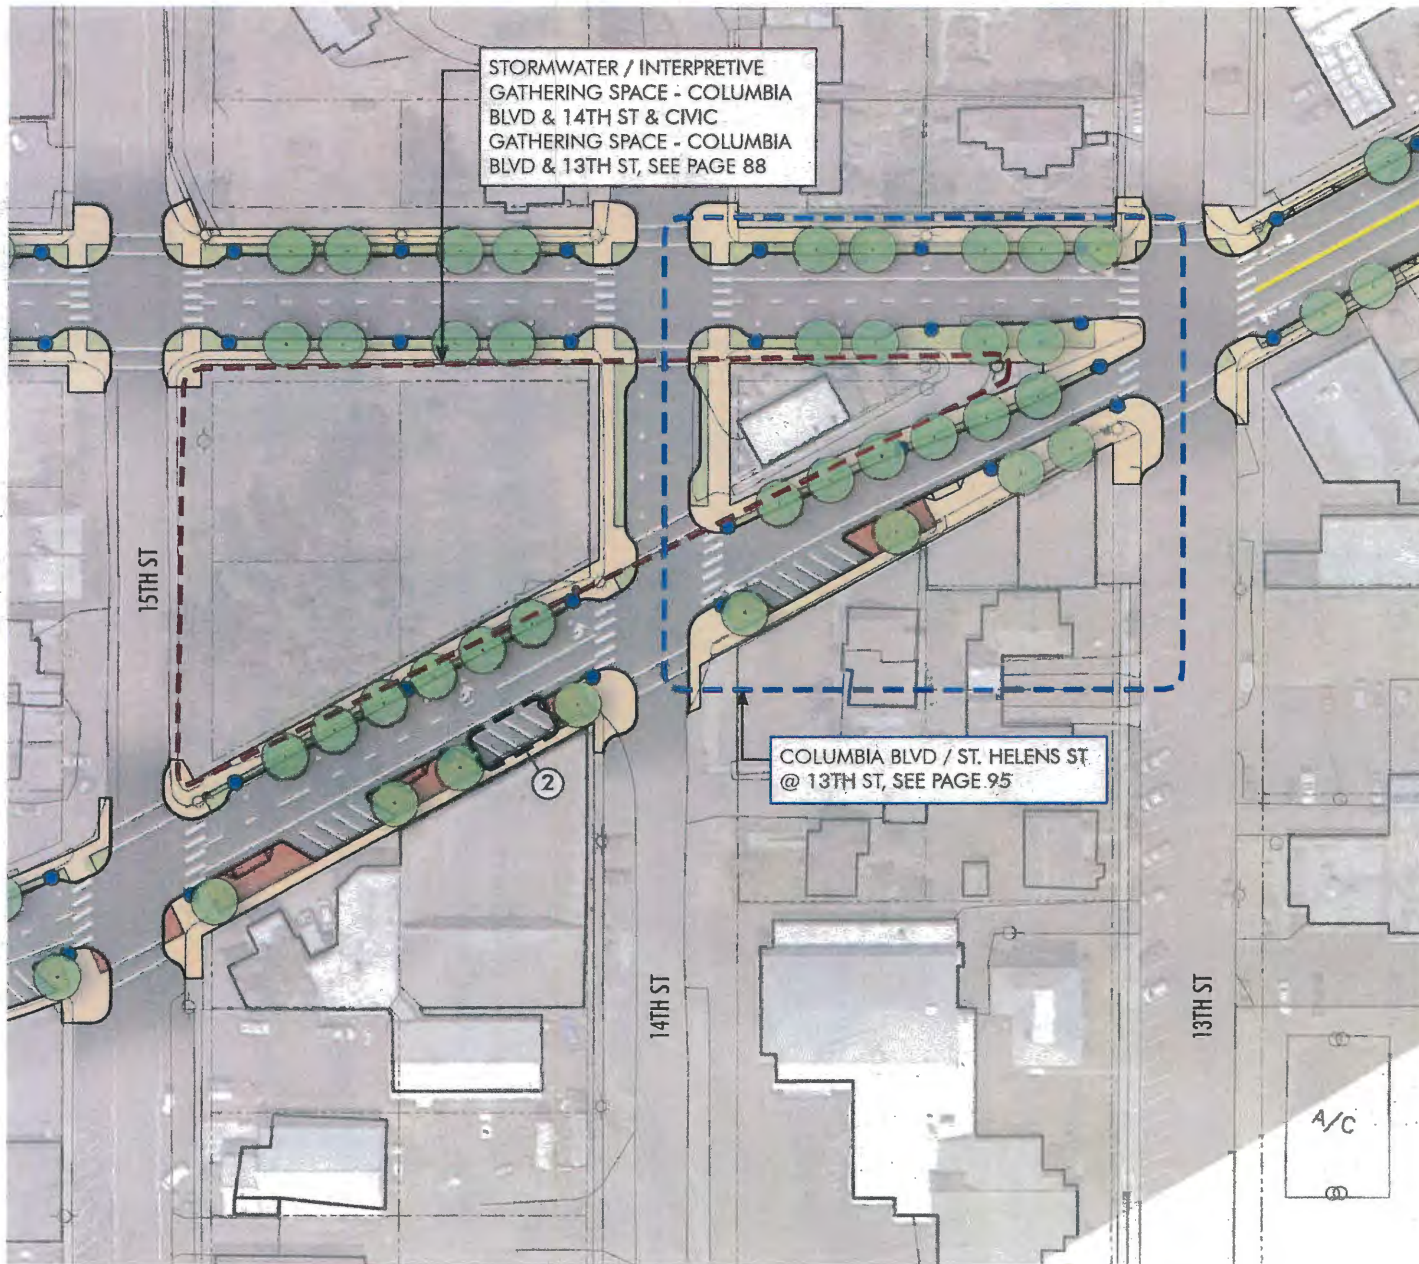 STORMWATER / INTERPRETIVE
GATHERING SPACE - COLUMBIA
BLVD & 14TH ST & CIVIC
GATHERING SPACE - COLUMBIA
BLVD & 13TH ST, SEE PAGE 88
15TH ST
2
COLUMBIA BLVD / ST. HELENS ST
@ 13TH ST, SEE PAGE 95
14TH ST
13TH ST
A/C